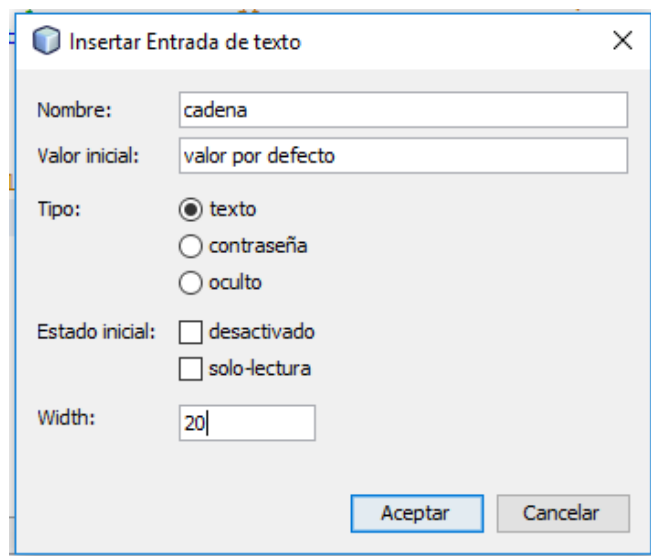 Insertar Entrada de texto
Nombre: cadena
Valor inicial: valor por defecto
Tipo: texto
contraseña
oculto
Estado inicial: desactivado
solo-lectura
Width: 20
Aceptar Cancelar